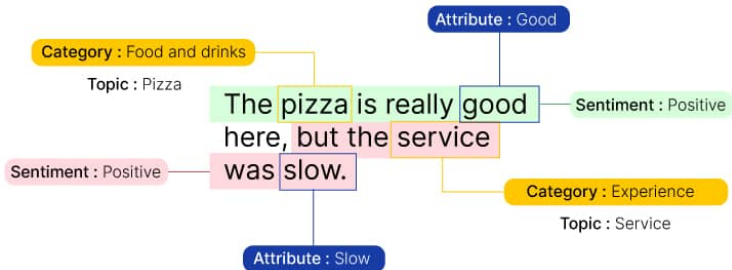 Attribute : Good
Category : Food and drinks
Topic : Pizza
The pizza is really good
Sentiment : Positive
here, but the service
was slow.
Sentiment : Positive
Category : Experience
Topic : Service
Attribute : Slow